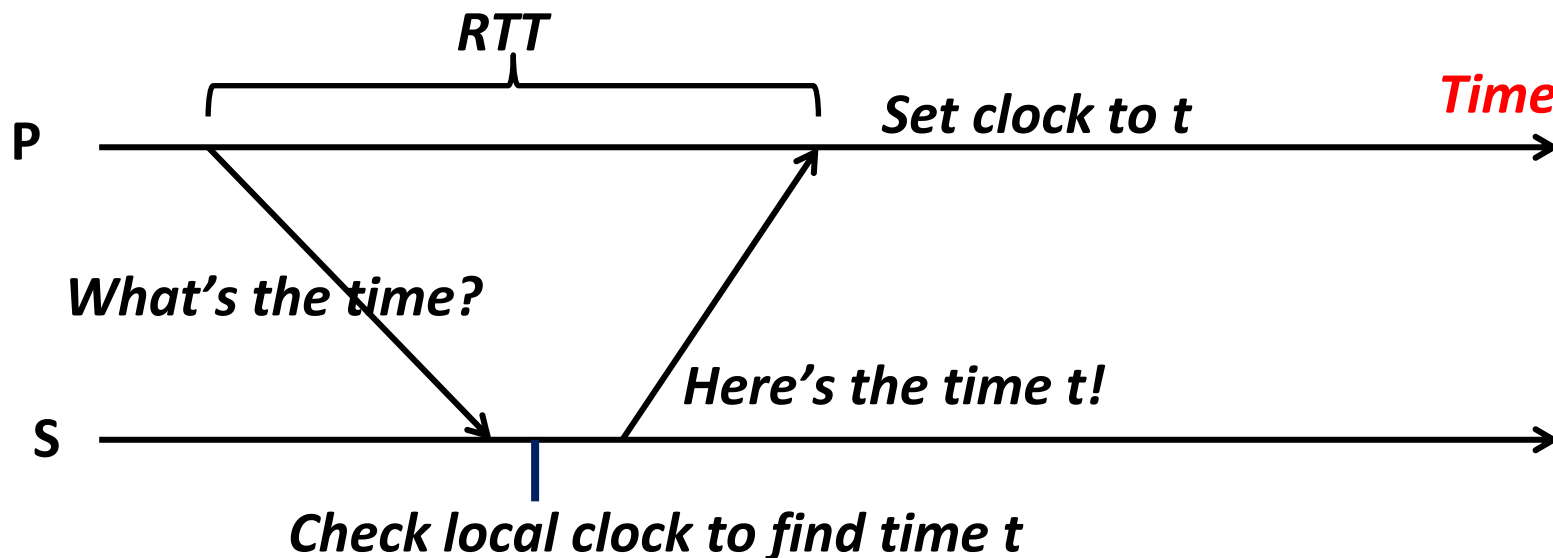 RTT
Time
Set clock to t
P
What’s the time?
Here’s the time t!
S
Check local clock to find time t